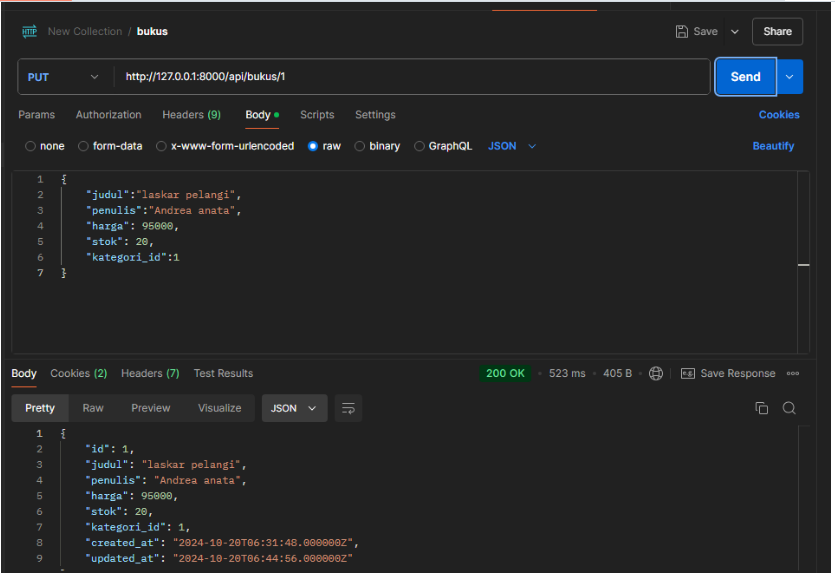 HTTP New Collection / bukus Save Share
PUT http://127.0.0.1:8000/api/bukus/1 Send
Params Authorization Headers (9) Body Scripts Settings Cookies
none form-data x-www-form-urlencoded raw binary GraphQL JSON Beautify
1 {
2 "judul":"laskar pelangi",
3 "penulis":"Andrea anata",
4 "harga": 95000,
5 "stok": 20,
6 "kategori_id":1
7 }
Body Cookies (2) Headers (7) Test Results 200 OK 523 ms 405 B e.g. Save Response
Pretty Raw Preview Visualize JSON
1 {
2 "id": 1,
3 "judul": "laskar pelangi",
4 "penulis": "Andrea anata",
5 "harga": 95000,
6 "stok": 20,
7 "kategori_id": 1,
8 "created_at": "2024-10-20T06:31:48.000000Z",
9 "updated_at": "2024-10-20T06:44:56.000000Z"